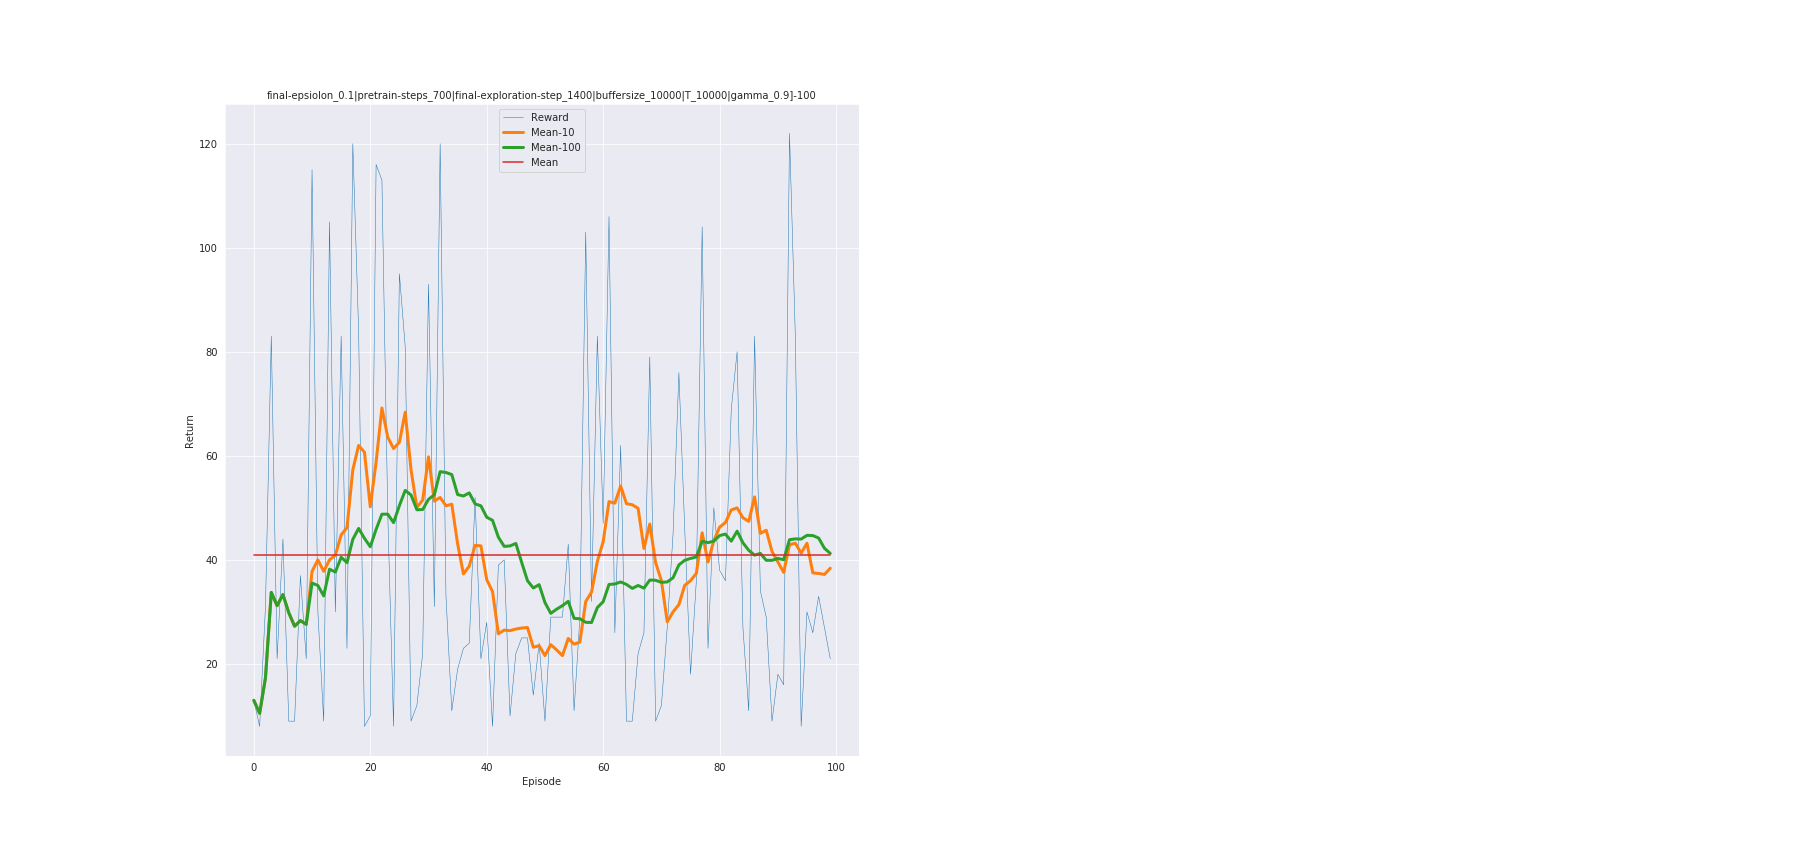 final-epsiolon_0.1|pretrain-steps_700|final-exploration-step_1400|buffersize_10000|T_10000|gamma_0.9]-100
Reward
Mean-10
Mean-100
Mean
120
100
80
60
40
20
Return
0 20 40 60 80 100
Episode